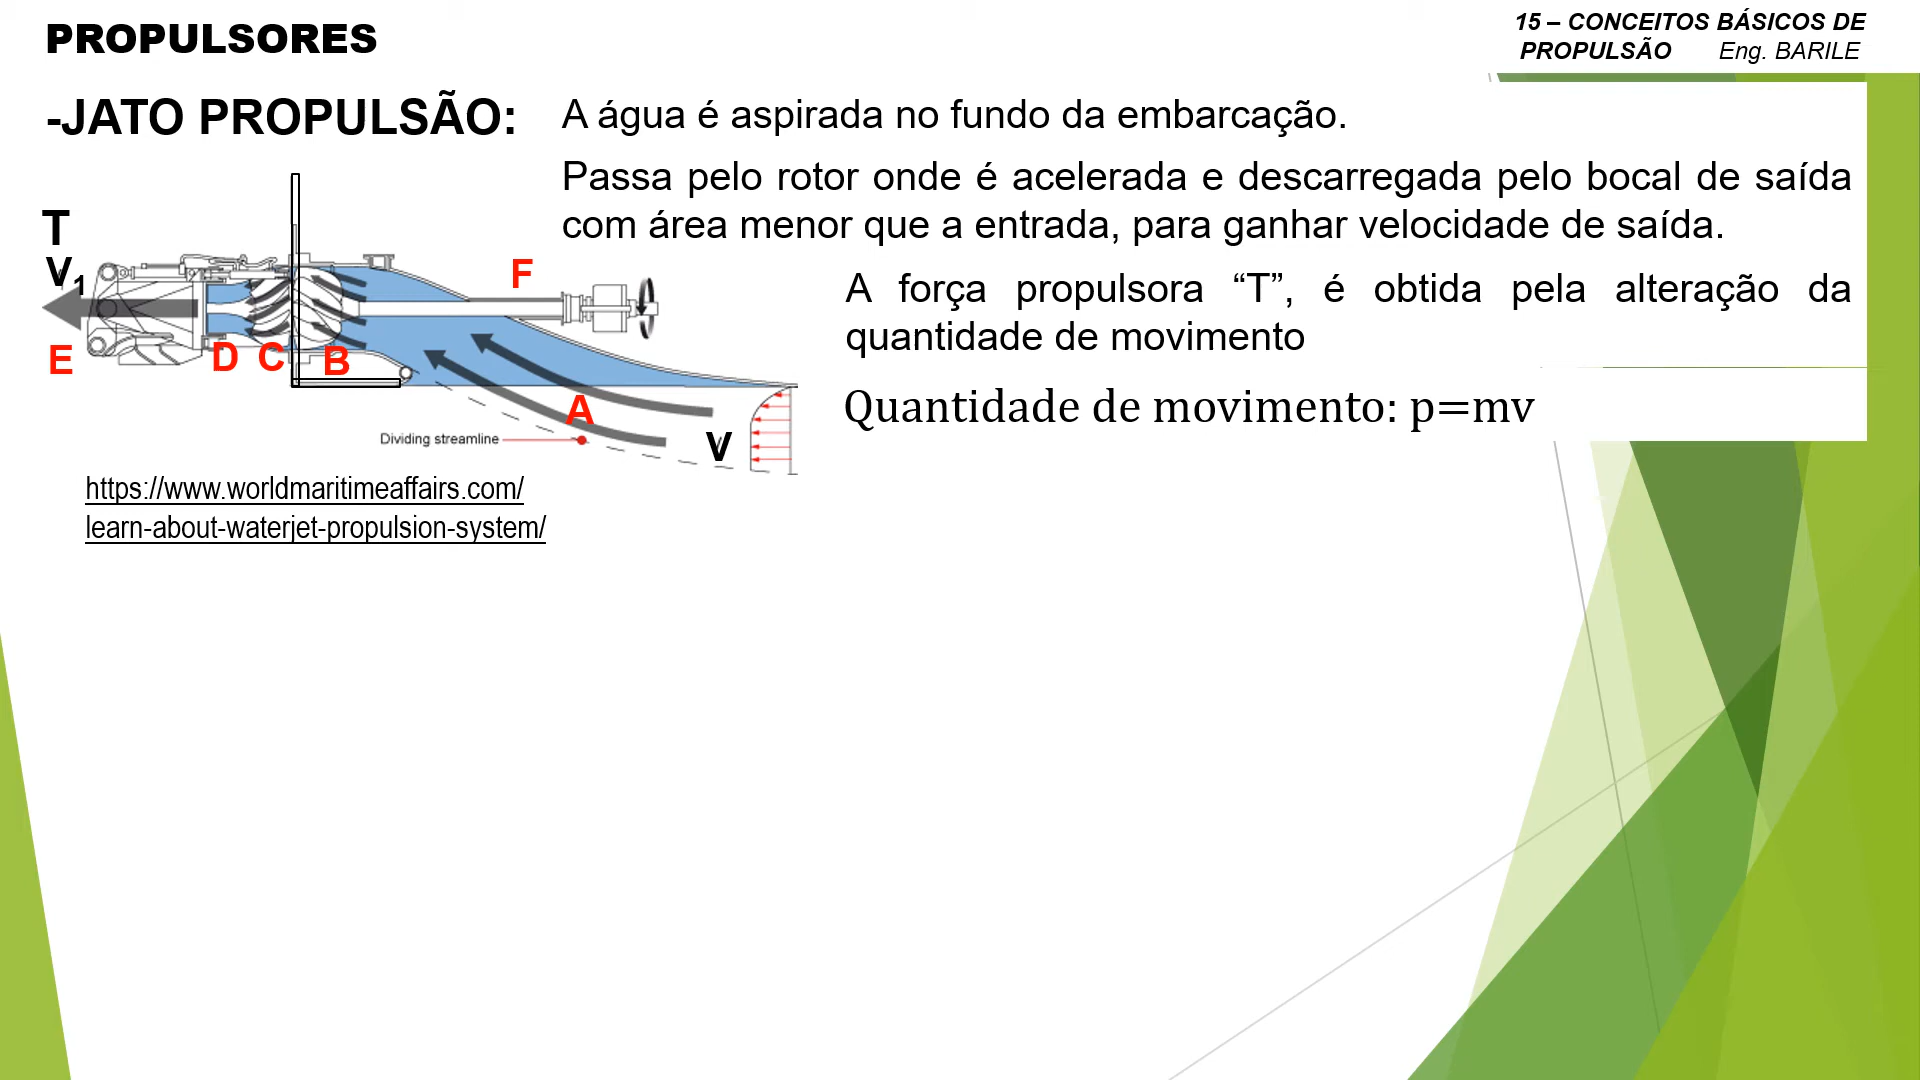 PROPULSORES
15 – CONCEITOS BÁSICOS DE
PROPULSÃO Eng. BARILE
-JATO PROPULSÃO:
A água é aspirada no fundo da embarcação.
Passa pelo rotor onde é acelerada e descarregada pelo bocal de saída
com área menor que a entrada, para ganhar velocidade de saída.
T
V1
F
E
D
C
B
A
V
Dividing streamline
A força propulsora “T”, é obtida pela alteração da
quantidade de movimento
Quantidade de movimento: p=mv
https://www.worldmaritimeaffairs.com/
learn-about-waterjet-propulsion-system/